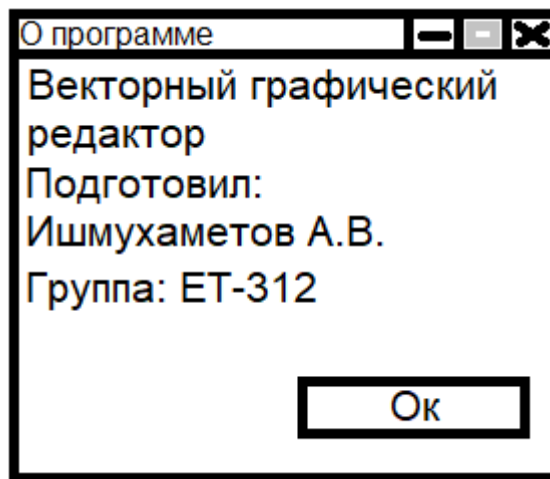 О программе
Векторный графический
редактор
Подготовил:
Ишмухаметов А.В.
Группа: ЕТ-312
Ок